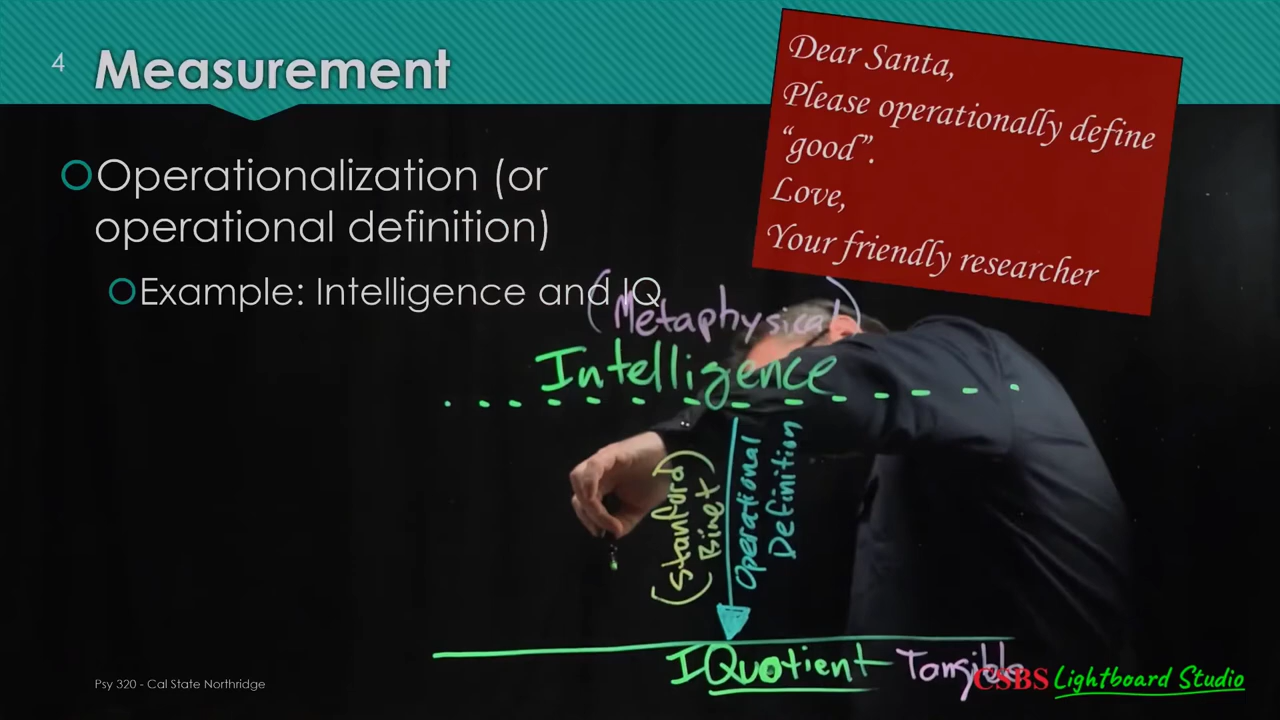 4
Measurement
Operationalization (or
operational definition)
Example: Intelligence and IQ
Dear Santa,
Please operationally define
“good”.
Love,
Your friendly researcher
(Metaphysical)
Intelligence
(Stanford
Binet)
Operational
Definition
IQuotient Tangible
Psy 320 - Cal State Northridge
CSBS Lightboard Studio